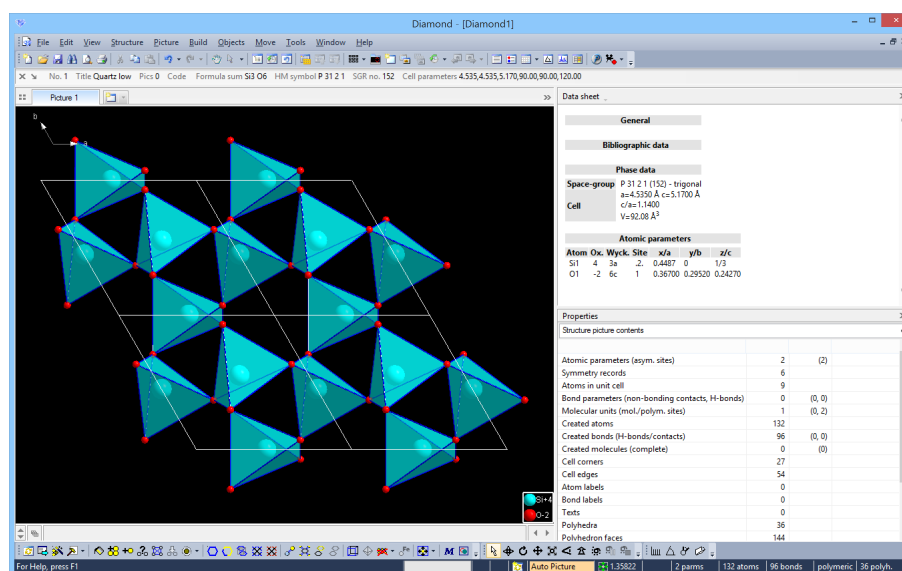 Diamond - [Diamond1]
File Edit View Structure Picture Build Objects Move Tools Window Help
No. 1 Title Quartz low Pics 0 Code Formula sum Si3 O6 HM symbol P 31 2 1 SGR no. 152 Cell parameters 4.535,4.535,5.170,90.00,90.00,120.00
Picture 1
b
a
Si+4
O-2
Data sheet
General
Bibliographic data
Phase data
Space-group P 31 2 1 (152) - trigonal
Cell a=4.5350 Å c=5.1700 Å
c/a=1.1400
V=92.08 Å3
Atomic parameters
Atom Ox. Wyck. Site x/a y/b z/c
Si1 4 3a .2. 0.4487 0 1/3
O1 -2 6c 1 0.36700 0.29520 0.24270
Properties
Structure picture contents
Atomic parameters (asym. sites) 2 (2)
Symmetry records 6
Atoms in unit cell 9
Bond parameters (non-bonding contacts, H-bonds) 0 (0, 0)
Molecular units (mol./polym. sites) 1 (0, 2)
Created atoms 132
Created bonds (H-bonds/contacts) 96 (0, 0)
Created molecules (complete) 0 (0)
Cell corners 27
Cell edges 54
Atom labels 0
Bond labels 0
Texts 0
Polyhedra 36
Polyhedron faces 144
For Help, press F1
Auto Picture 1.35822 2 parms 132 atoms 96 bonds polymeric 36 polyh.